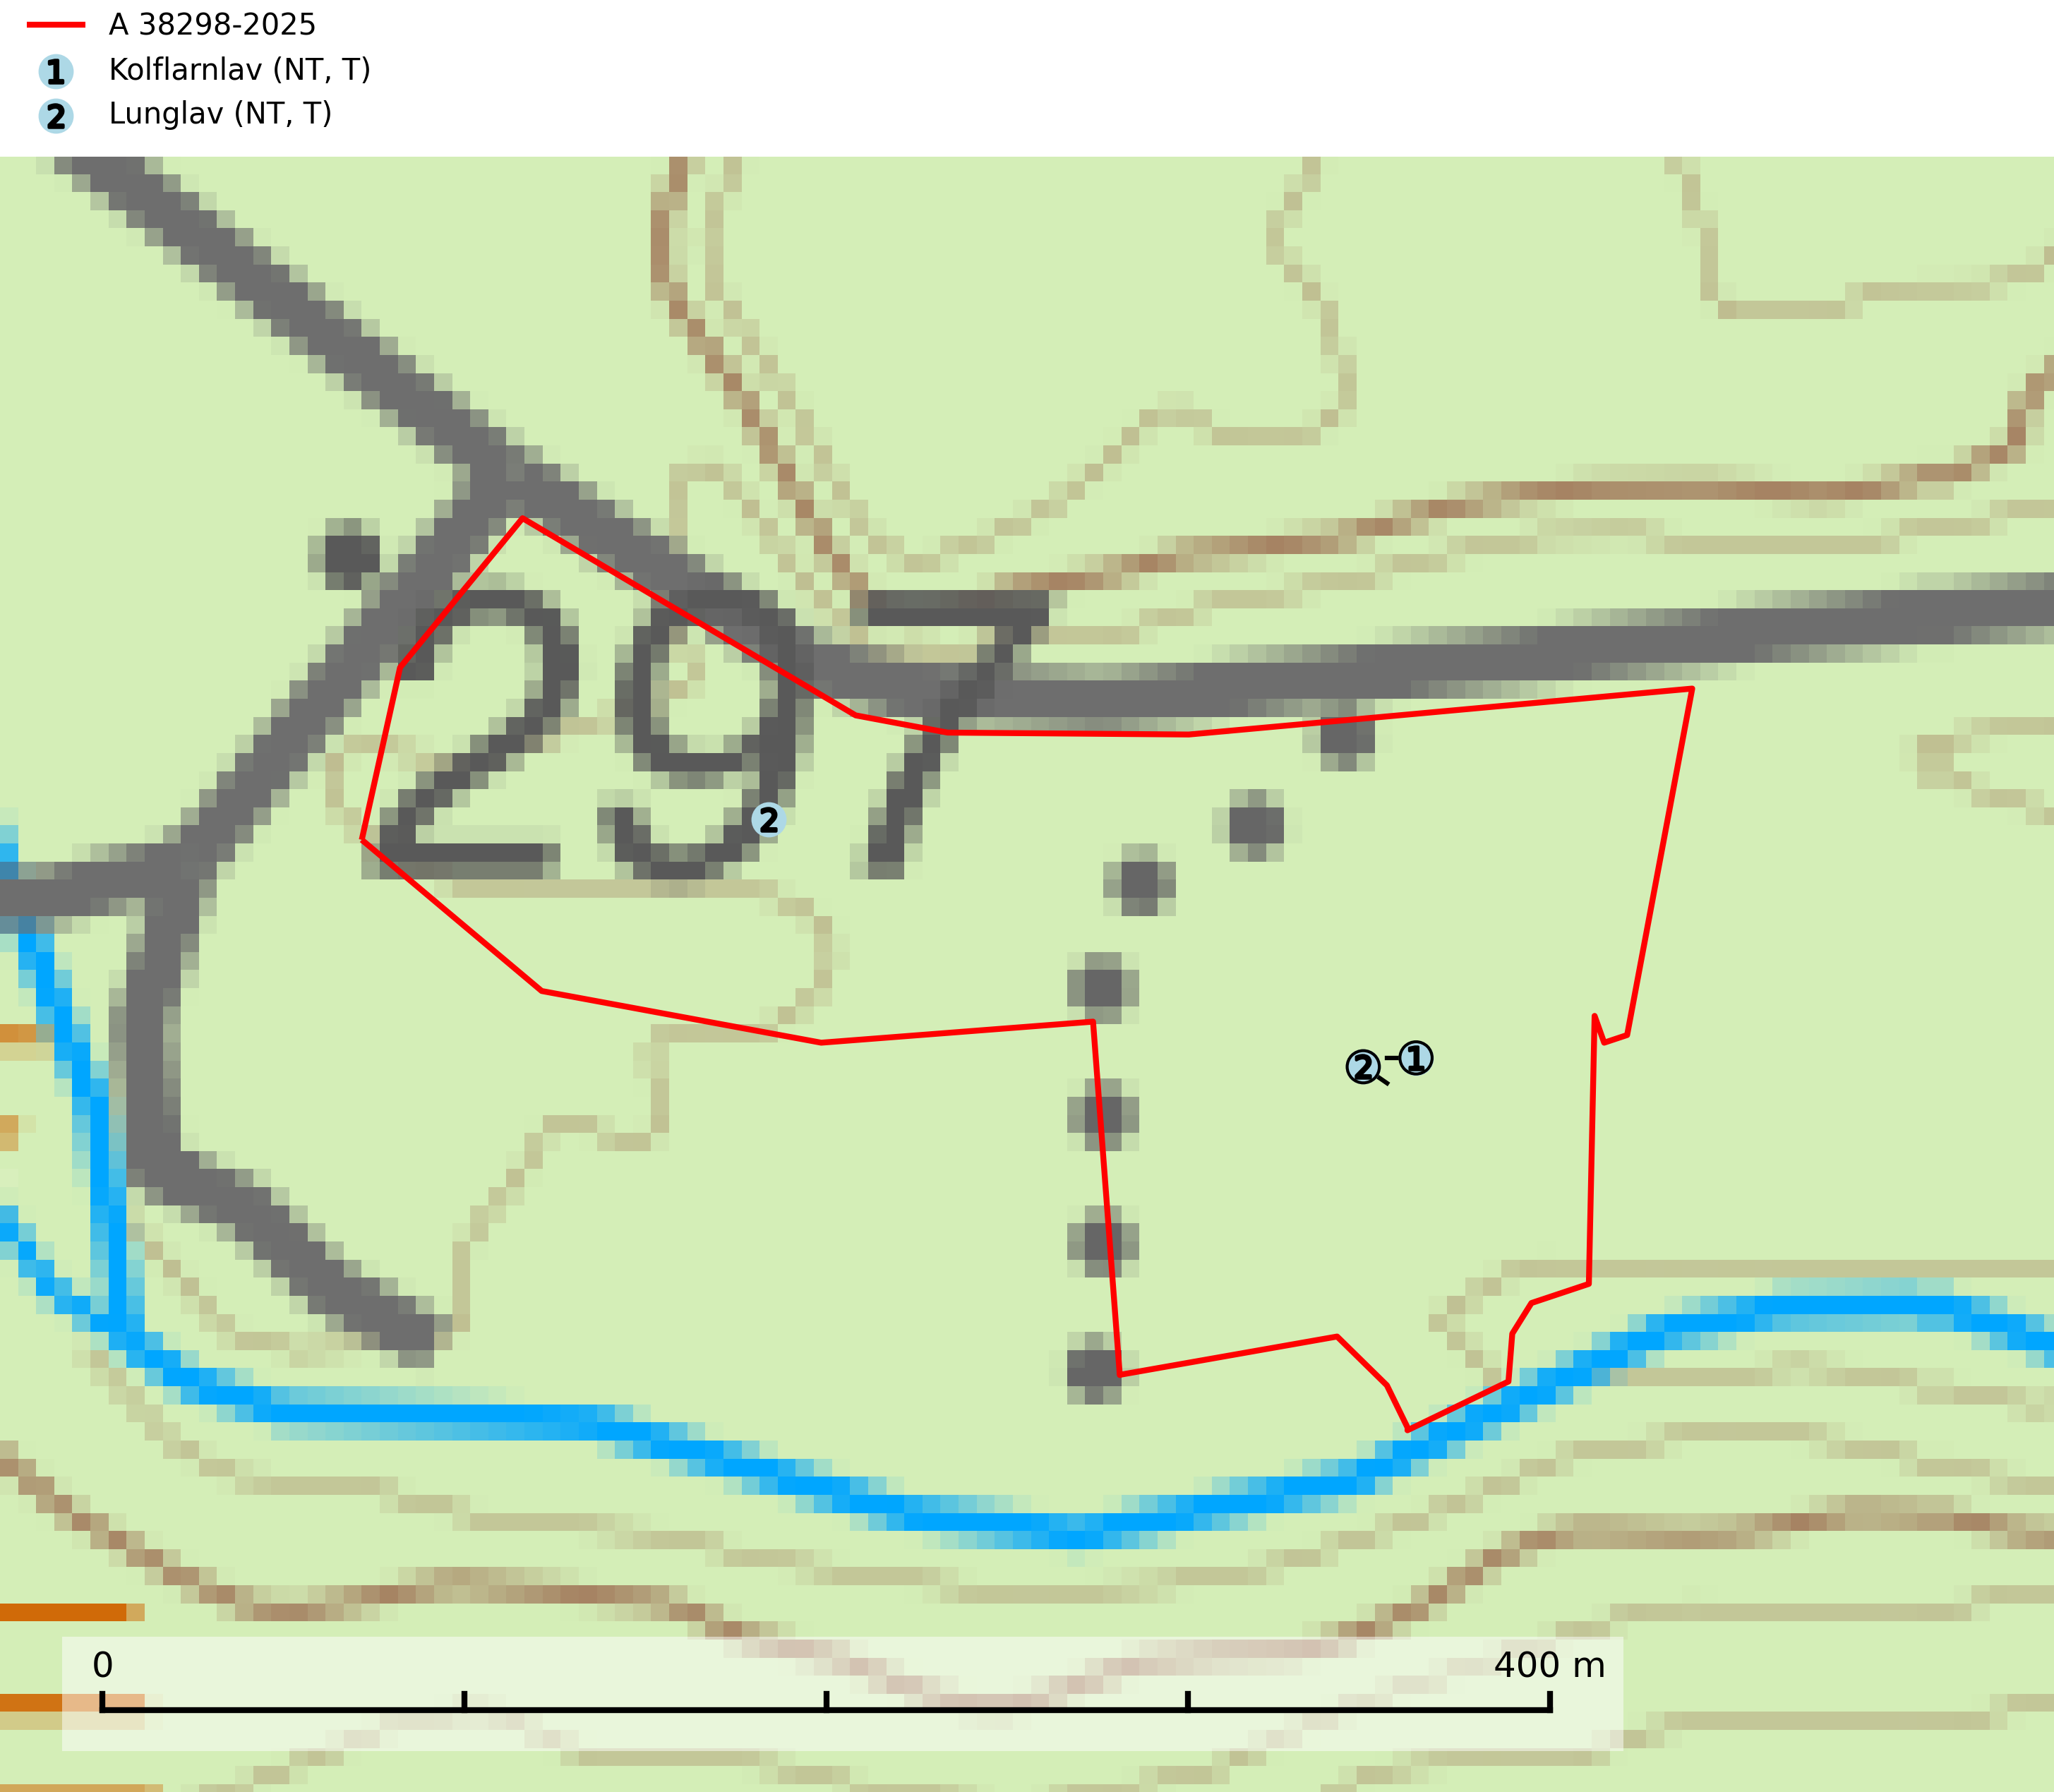 A 38298-2025
1 Kolflarnlav (NT, T)
2 Lunglav (NT, T)
297
2
2 1
0 400 m